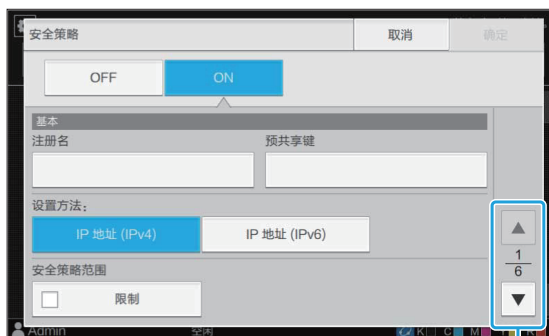 安全策略 取消 确定
OFF ON
基本
注册名 预共享键
设置方法：
IP 地址 (IPv4) IP 地址 (IPv6)
安全策略范围
1
6
限制
Admin 空闲 K C M Y K